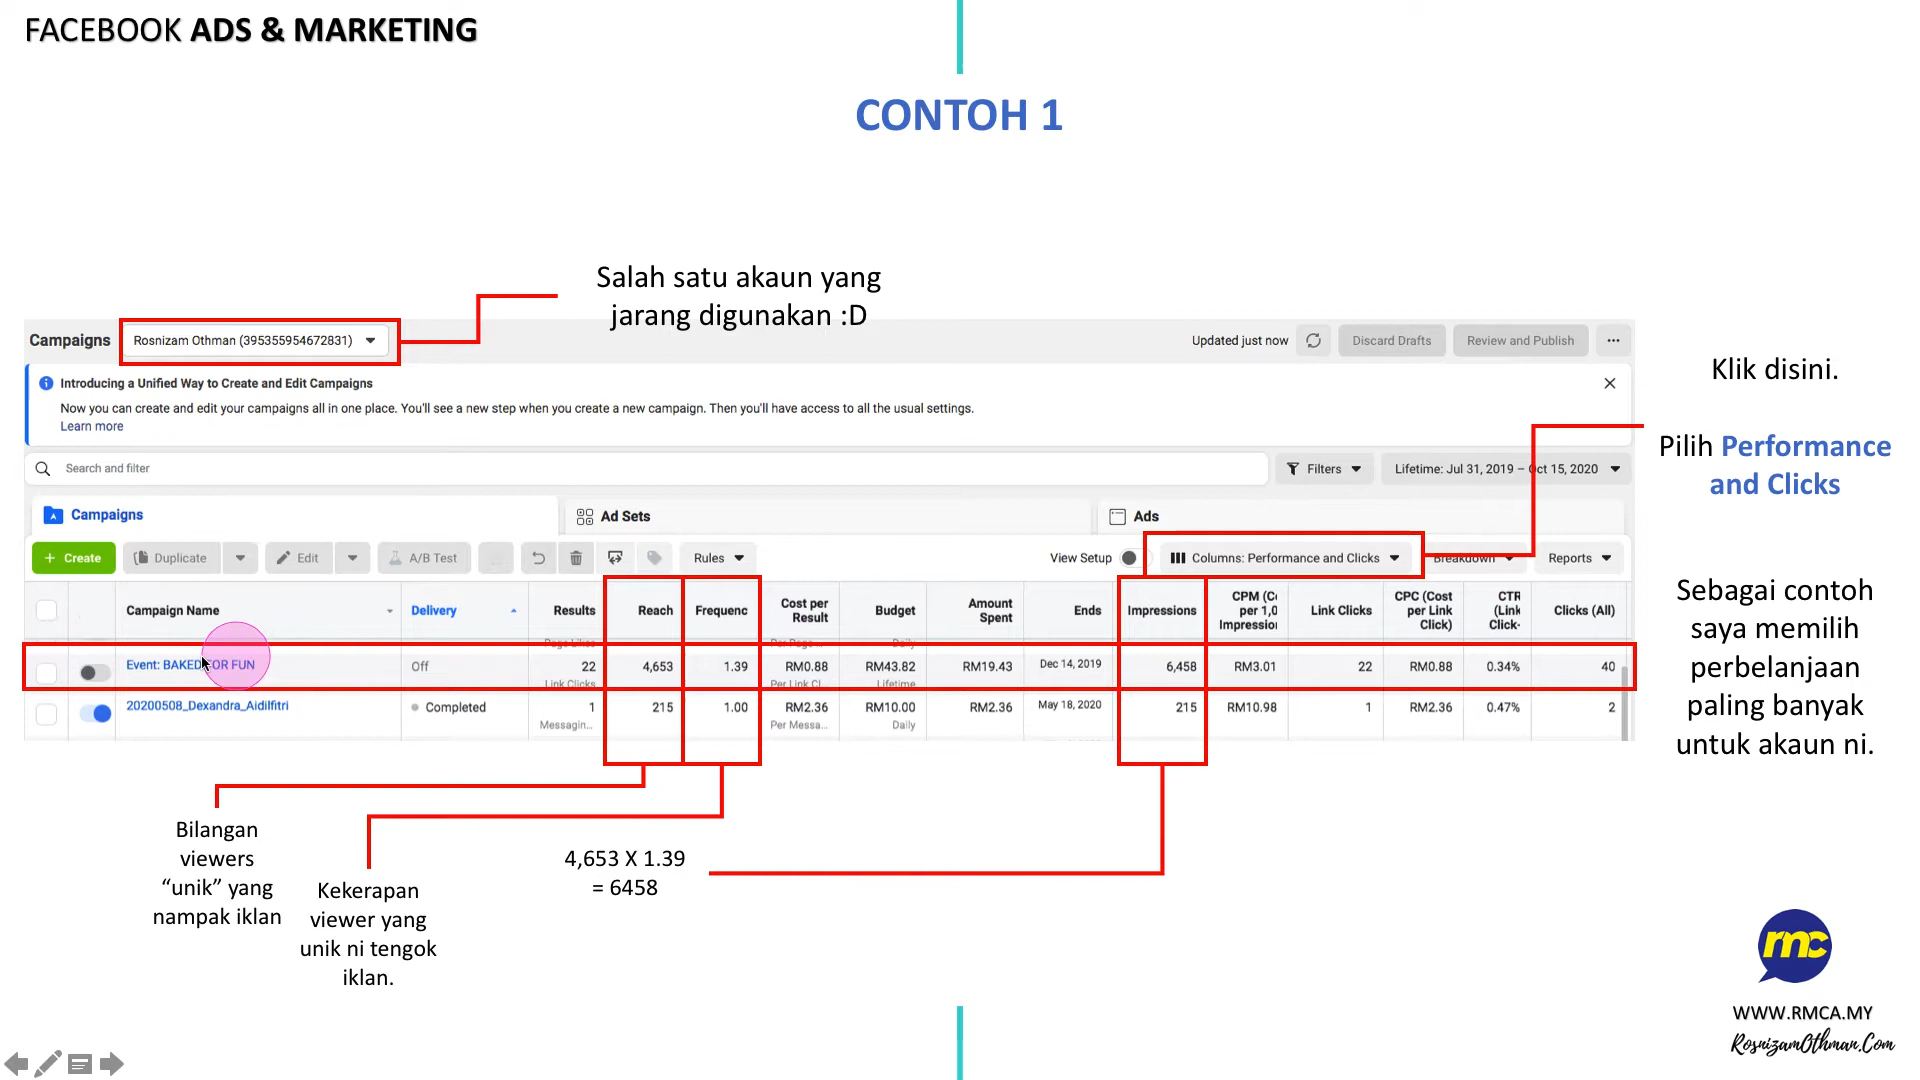 FACEBOOK ADS & MARKETING
CONTOH 1
Salah satu akaun yang
jarang digunakan :D
Campaigns
Rosnizam Othman (395355954672831)
Updated just now
Discard Drafts
Review and Publish
Introducing a Unified Way to Create and Edit Campaigns
Now you can create and edit your campaigns all in one place. You'll see a new step when you create a new campaign. Then you'll have access to all the usual settings.
Learn more
Klik disini.
Pilih Performance
and Clicks
Search and filter
Filters
Lifetime: Jul 31, 2019 – Oct 15, 2020
Campaigns
Ad Sets
Ads
+ Create
Duplicate
Edit
A/B Test
Rules
View Setup
Columns: Performance and Clicks
Breakdown
Reports
Campaign Name
Delivery
Results
Reach
Frequenc
Cost per
Result
Budget
Amount
Spent
Ends
Impressions
CPM (Co
per 1,0
Impression
Link Clicks
CPC (Cost
per Link
Click)
CTR
(Link
Click-
Clicks (All)
Page Likes
Per Page...
Daily
Event: BAKED FOR FUN
Off
22
4,653
1.39
RM0.88
RM43.82
RM19.43
Dec 14, 2019
6,458
RM3.01
22
RM0.88
0.34%
40
Link Clicks
Per Link Cl...
Lifetime
20200508_Dexandra_Aidilfitri
Completed
1
215
1.00
RM2.36
RM10.00
RM2.36
May 18, 2020
215
RM10.98
1
RM2.36
0.47%
2
Messagin...
Per Messa...
Daily
Sebagai contoh
saya memilih
perbelanjaan
paling banyak
untuk akaun ni.
Bilangan
viewers
“unik” yang
nampak iklan
Kekerapan
viewer yang
unik ni tengok
iklan.
4,653 X 1.39
= 6458
rmc
WWW.RMCA.MY
RosnizamOthman.Com